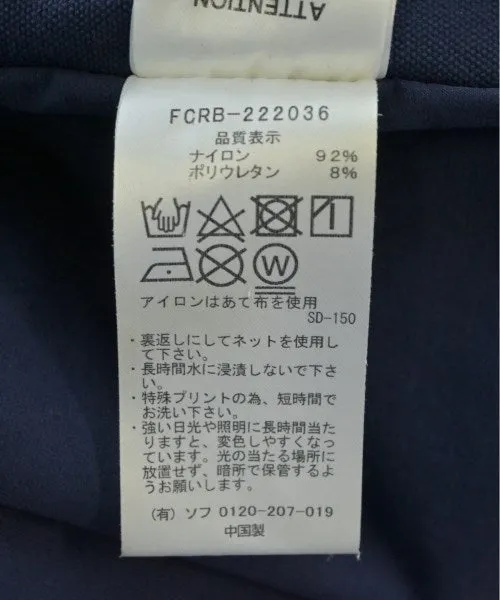 ATTENTION
FCRB-222036
品質表示
ナイロン 92%
ポリウレタン 8%
W
アイロンはあて布を使用
SD-150
・裏返しにしてネットを使用し
て下さい。
・長時間水に浸漬しないで下さ
い。
・特殊プリントの為、短時間で
お洗い下さい。
・強い日光や照明に長時間当た
りますと、変色しやすくなっ
ています。光の当たる場所に
放置せず、暗所で保管するよ
うお願いします。
(有) ソフ 0120-207-019
中国製